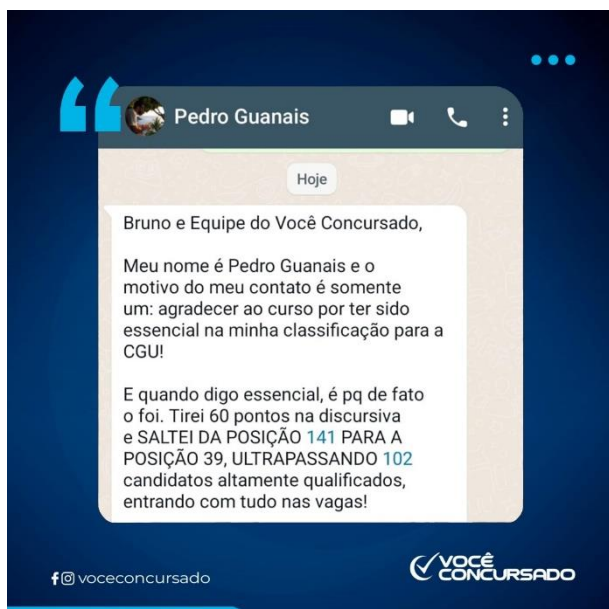 Pedro Guanais
Hoje
Bruno e Equipe do Você Concursado,
Meu nome é Pedro Guanais e o
motivo do meu contato é somente
um: agradecer ao curso por ter sido
essencial na minha classificação para a
CGU!
E quando digo essencial, é pq de fato
o foi. Tirei 60 pontos na discursiva
e SALTEI DA POSIÇÃO 141 PARA A
POSIÇÃO 39, ULTRAPASSANDO 102
candidatos altamente qualificados,
entrando com tudo nas vagas!
voceconcursado
VOCÊ
CONCURSADO